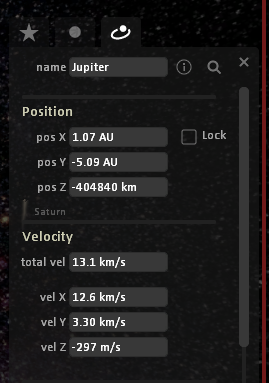 name Jupiter
Position
pos X 1.07 AU
Lock
pos Y -5.09 AU
pos Z -404840 km
Saturn
Velocity
total vel 13.1 km/s
vel X 12.6 km/s
vel Y 3.30 km/s
vel Z -297 m/s